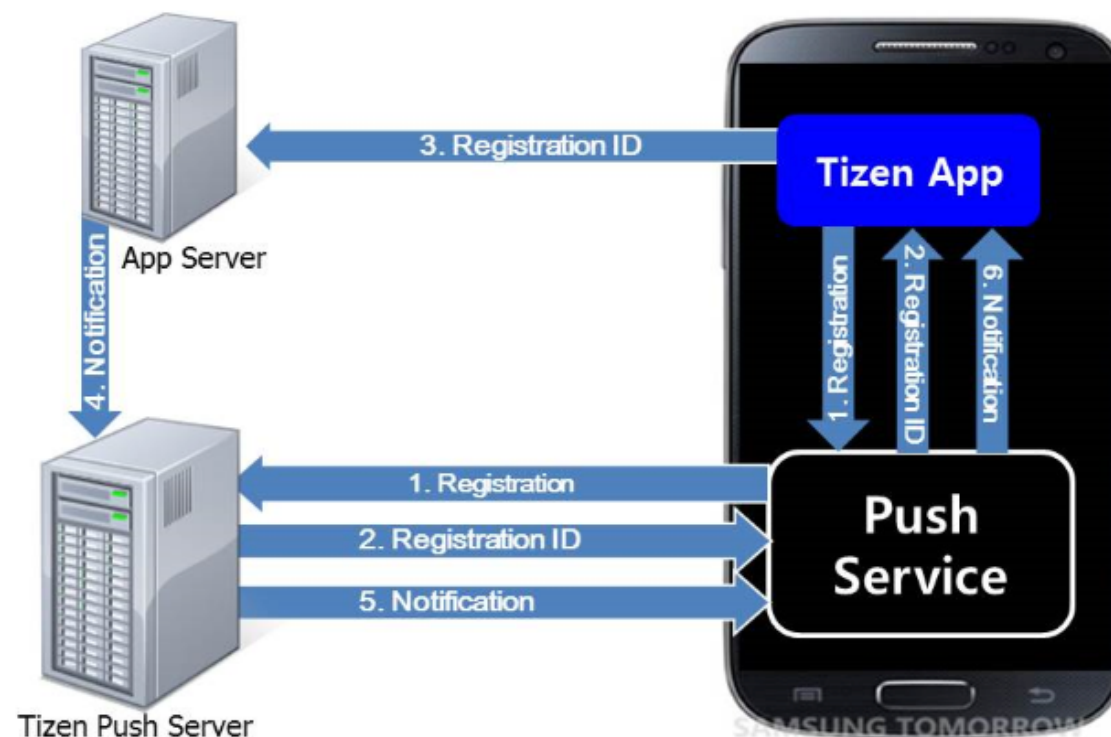 3. Registration ID
Tizen App
App Server
4. Notification
1. Registration
2. Registration ID
6. Notification
1. Registration
2. Registration ID
5. Notification
Push
Service
Tizen Push Server
SAMSUNG TOMORROW